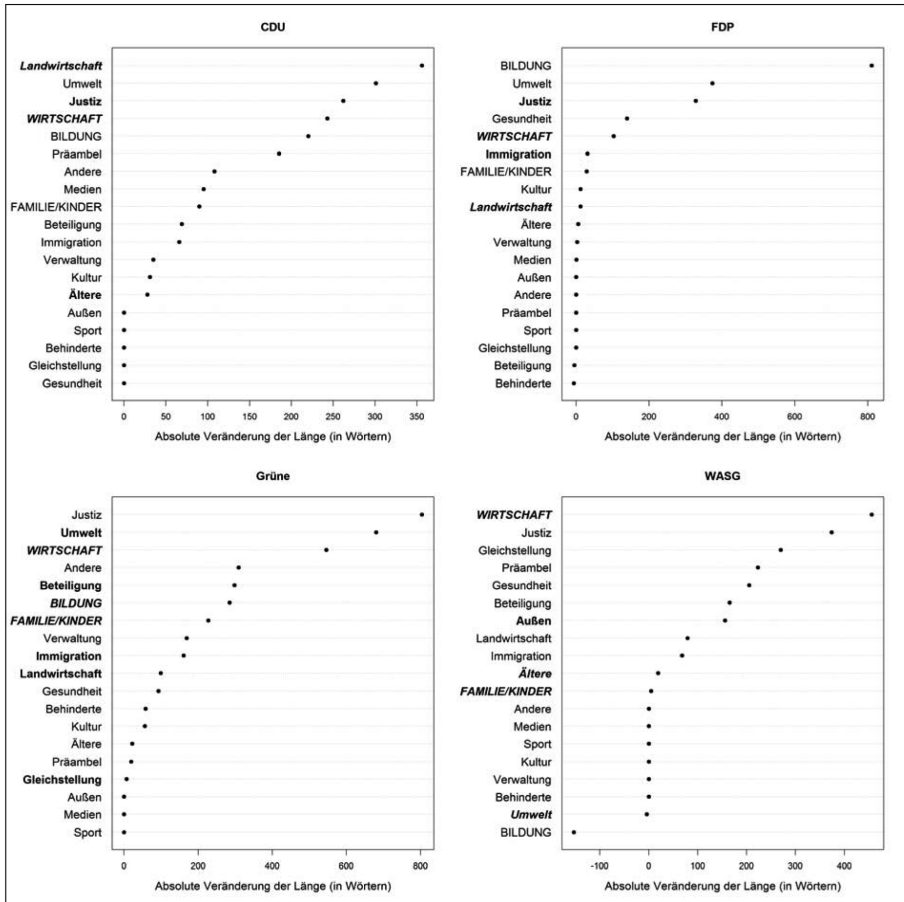 CDU
Landwirtschaft
Umwelt
Justiz
WIRTSCHAFT
BILDUNG
Präambel
Andere
Medien
FAMILIE/KINDER
Beteiligung
Immigration
Verwaltung
Kultur
Ältere
Außen
Sport
Behinderte
Gleichstellung
Gesundheit
0 50 100 150 200 250 300 350
Absolute Veränderung der Länge (in Wörtern)
FDP
BILDUNG
Umwelt
Justiz
Gesundheit
WIRTSCHAFT
Immigration
FAMILIE/KINDER
Kultur
Landwirtschaft
Ältere
Verwaltung
Medien
Außen
Andere
Präambel
Sport
Gleichstellung
Beteiligung
Behinderte
0 200 400 600 800
Absolute Veränderung der Länge (in Wörtern)
Grüne
Justiz
Umwelt
WIRTSCHAFT
Andere
Beteiligung
BILDUNG
FAMILIE/KINDER
Verwaltung
Immigration
Landwirtschaft
Gesundheit
Behinderte
Kultur
Ältere
Präambel
Gleichstellung
Außen
Medien
Sport
0 200 400 600 800
Absolute Veränderung der Länge (in Wörtern)
WASG
WIRTSCHAFT
Justiz
Gleichstellung
Präambel
Gesundheit
Beteiligung
Außen
Landwirtschaft
Immigration
Ältere
FAMILIE/KINDER
Andere
Medien
Sport
Kultur
Verwaltung
Behinderte
Umwelt
BILDUNG
-100 0 100 200 300 400
Absolute Veränderung der Länge (in Wörtern)